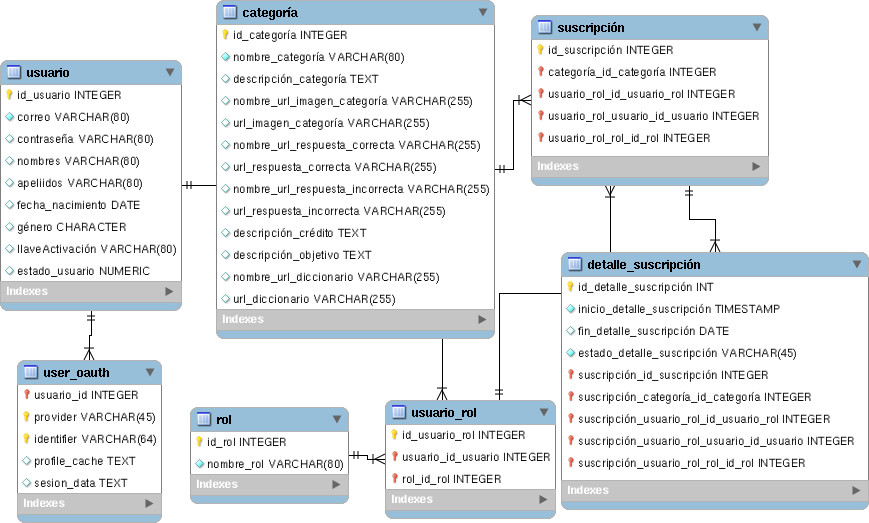 usuario
id_usuario INTEGER
correo VARCHAR(80)
contraseña VARCHAR(80)
nombres VARCHAR(80)
apeliidos VARCHAR(80)
fecha_nacimiento DATE
género CHARACTER
llaveActivación VARCHAR(80)
estado_usuario NUMERIC
Indexes
categoría
id_categoría INTEGER
nombre_categoría VARCHAR(80)
descripción_categoría TEXT
nombre_url_imagen_categoría VARCHAR(255)
url_imagen_categoría VARCHAR(255)
nombre_url_respuesta_correcta VARCHAR(255)
url_respuesta_correcta VARCHAR(255)
nombre_url_respuesta_incorrecta VARCHAR(255)
url_respuesta_incorrecta VARCHAR(255)
descripción_crédito TEXT
descripción_objetivo TEXT
nombre_url_diccionario VARCHAR(255)
url_diccionario VARCHAR(255)
Indexes
suscripción
id_suscripción INTEGER
categoría_id_categoría INTEGER
usuario_rol_id_usuario_rol INTEGER
usuario_rol_usuario_id_usuario INTEGER
usuario_rol_rol_id_rol INTEGER
Indexes
detalle_suscripción
id_detalle_suscripción INT
inicio_detalle_suscripción TIMESTAMP
fin_detalle_suscripción DATE
estado_detalle_suscripción VARCHAR(45)
suscripción_id_suscripción INTEGER
suscripción_categoría_id_categoría INTEGER
suscripción_usuario_rol_id_usuario_rol INTEGER
suscripción_usuario_rol_usuario_id_usuario INTEGER
suscripción_usuario_rol_rol_id_rol INTEGER
Indexes
user_oauth
usuario_id INTEGER
provider VARCHAR(45)
identifier VARCHAR(64)
profile_cache TEXT
sesion_data TEXT
Indexes
rol
id_rol INTEGER
nombre_rol VARCHAR(80)
Indexes
usuario_rol
id_usuario_rol INTEGER
usuario_id_usuario INTEGER
rol_id_rol INTEGER
Indexes